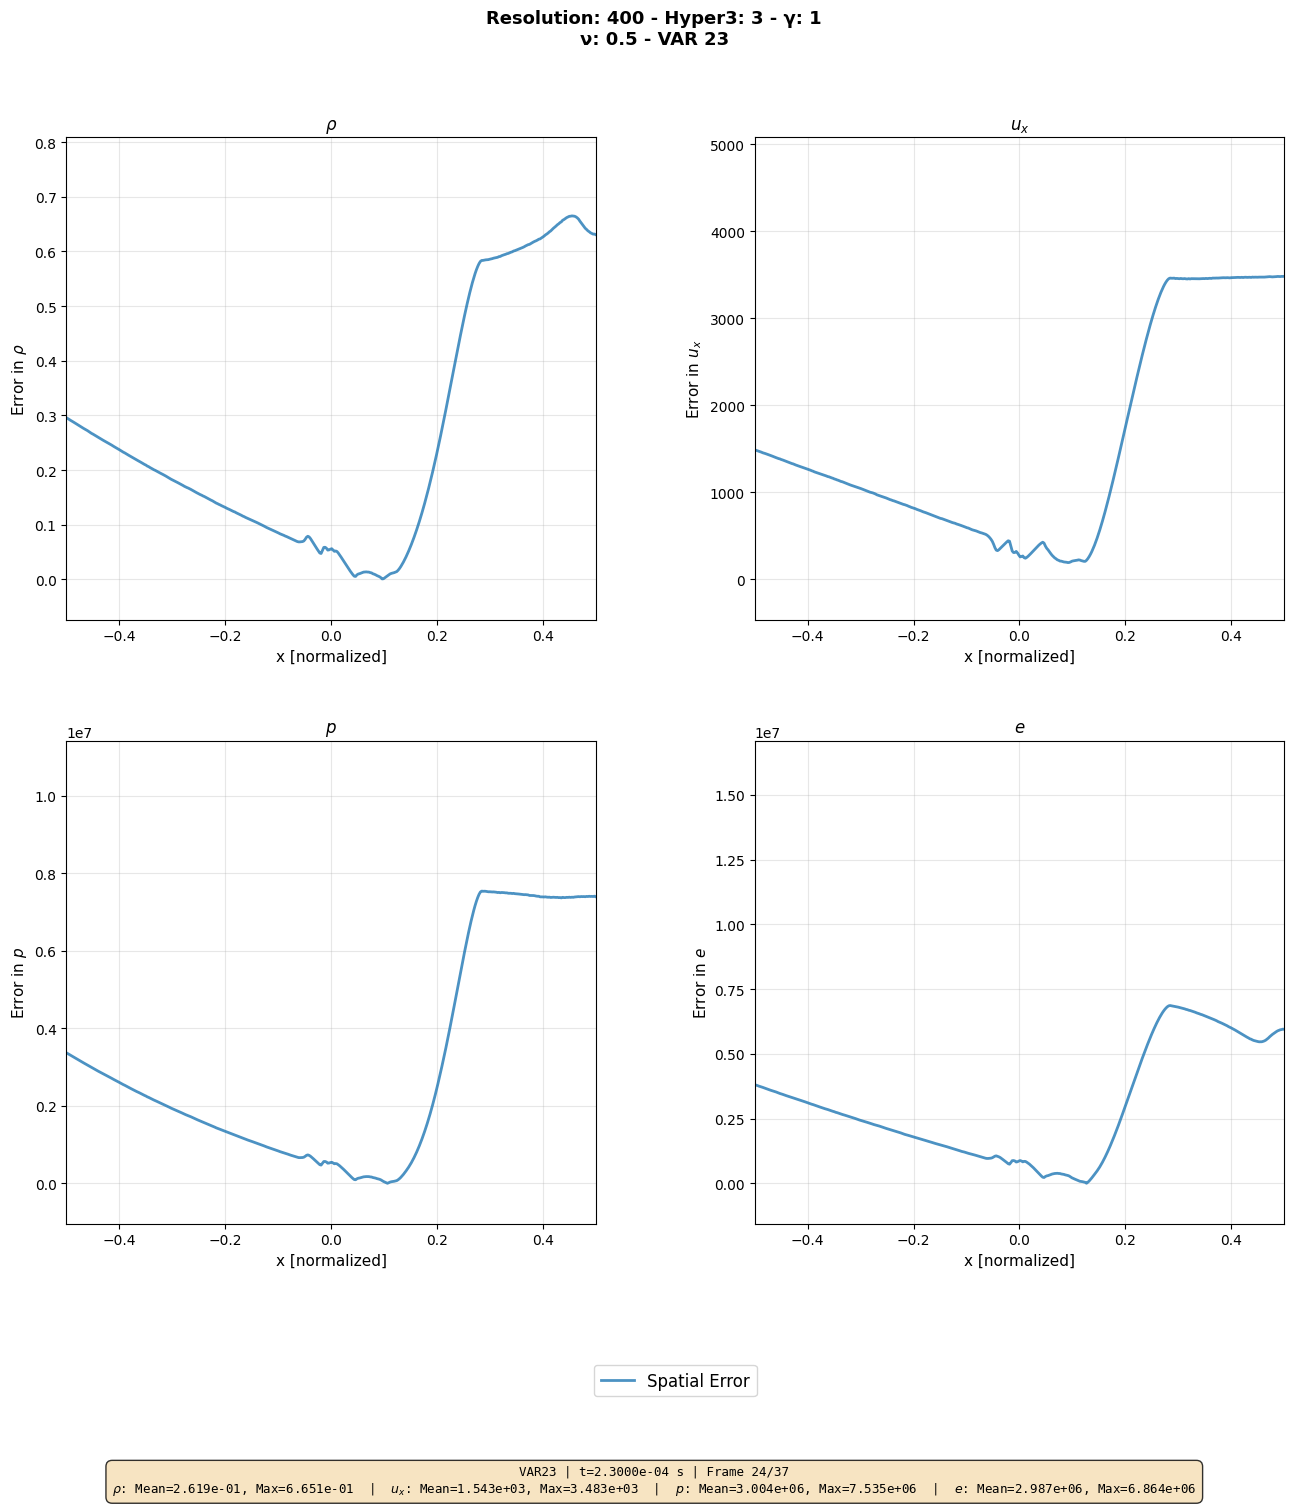 Resolution: 400 - Hyper3: 3 - γ: 1
ν: 0.5 - VAR 23
ρ
Error in ρ
0.8
0.7
0.6
0.5
0.4
0.3
0.2
0.1
0.0
−0.4 −0.2 0.0 0.2 0.4
x [normalized]
u_x
Error in u_x
5000
4000
3000
2000
1000
0
−0.4 −0.2 0.0 0.2 0.4
x [normalized]
p
1e7
Error in p
1.0
0.8
0.6
0.4
0.2
0.0
−0.4 −0.2 0.0 0.2 0.4
x [normalized]
e
1e7
Error in e
1.50
1.25
1.00
0.75
0.50
0.25
0.00
−0.4 −0.2 0.0 0.2 0.4
x [normalized]
Spatial Error
VAR23 | t=2.3000e-04 s | Frame 24/37
ρ: Mean=2.619e-01, Max=6.651e-01 | u_x: Mean=1.543e+03, Max=3.483e+03 | p: Mean=3.004e+06, Max=7.535e+06 | e: Mean=2.987e+06, Max=6.864e+06